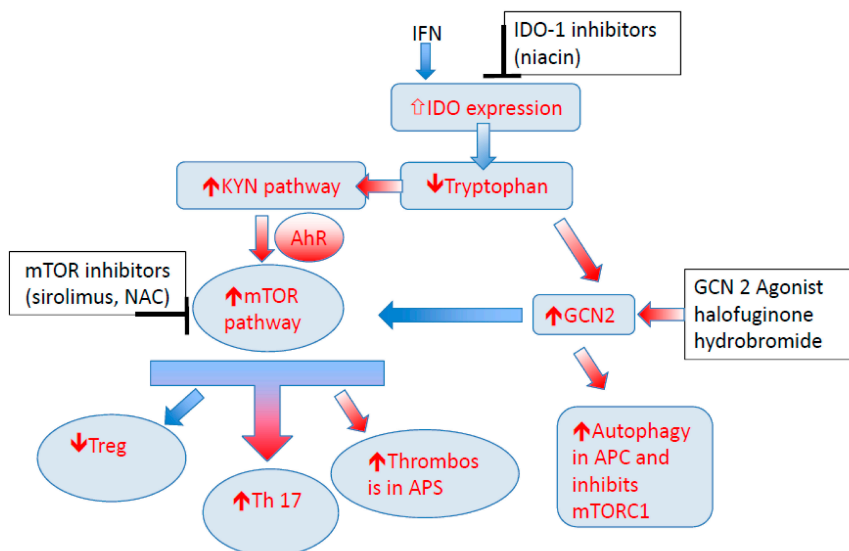 IFN
IDO-1 inhibitors
(niacin)
⇧IDO expression
↑KYN pathway
↓Tryptophan
AhR
mTOR inhibitors
(sirolimus, NAC)
↑mTOR
pathway
↑GCN2
GCN 2 Agonist
halofuginone
hydrobromide
↓Treg
↑Th 17
↑Thrombos
is in APS
↑Autophagy
in APC and
inhibits
mTORC1